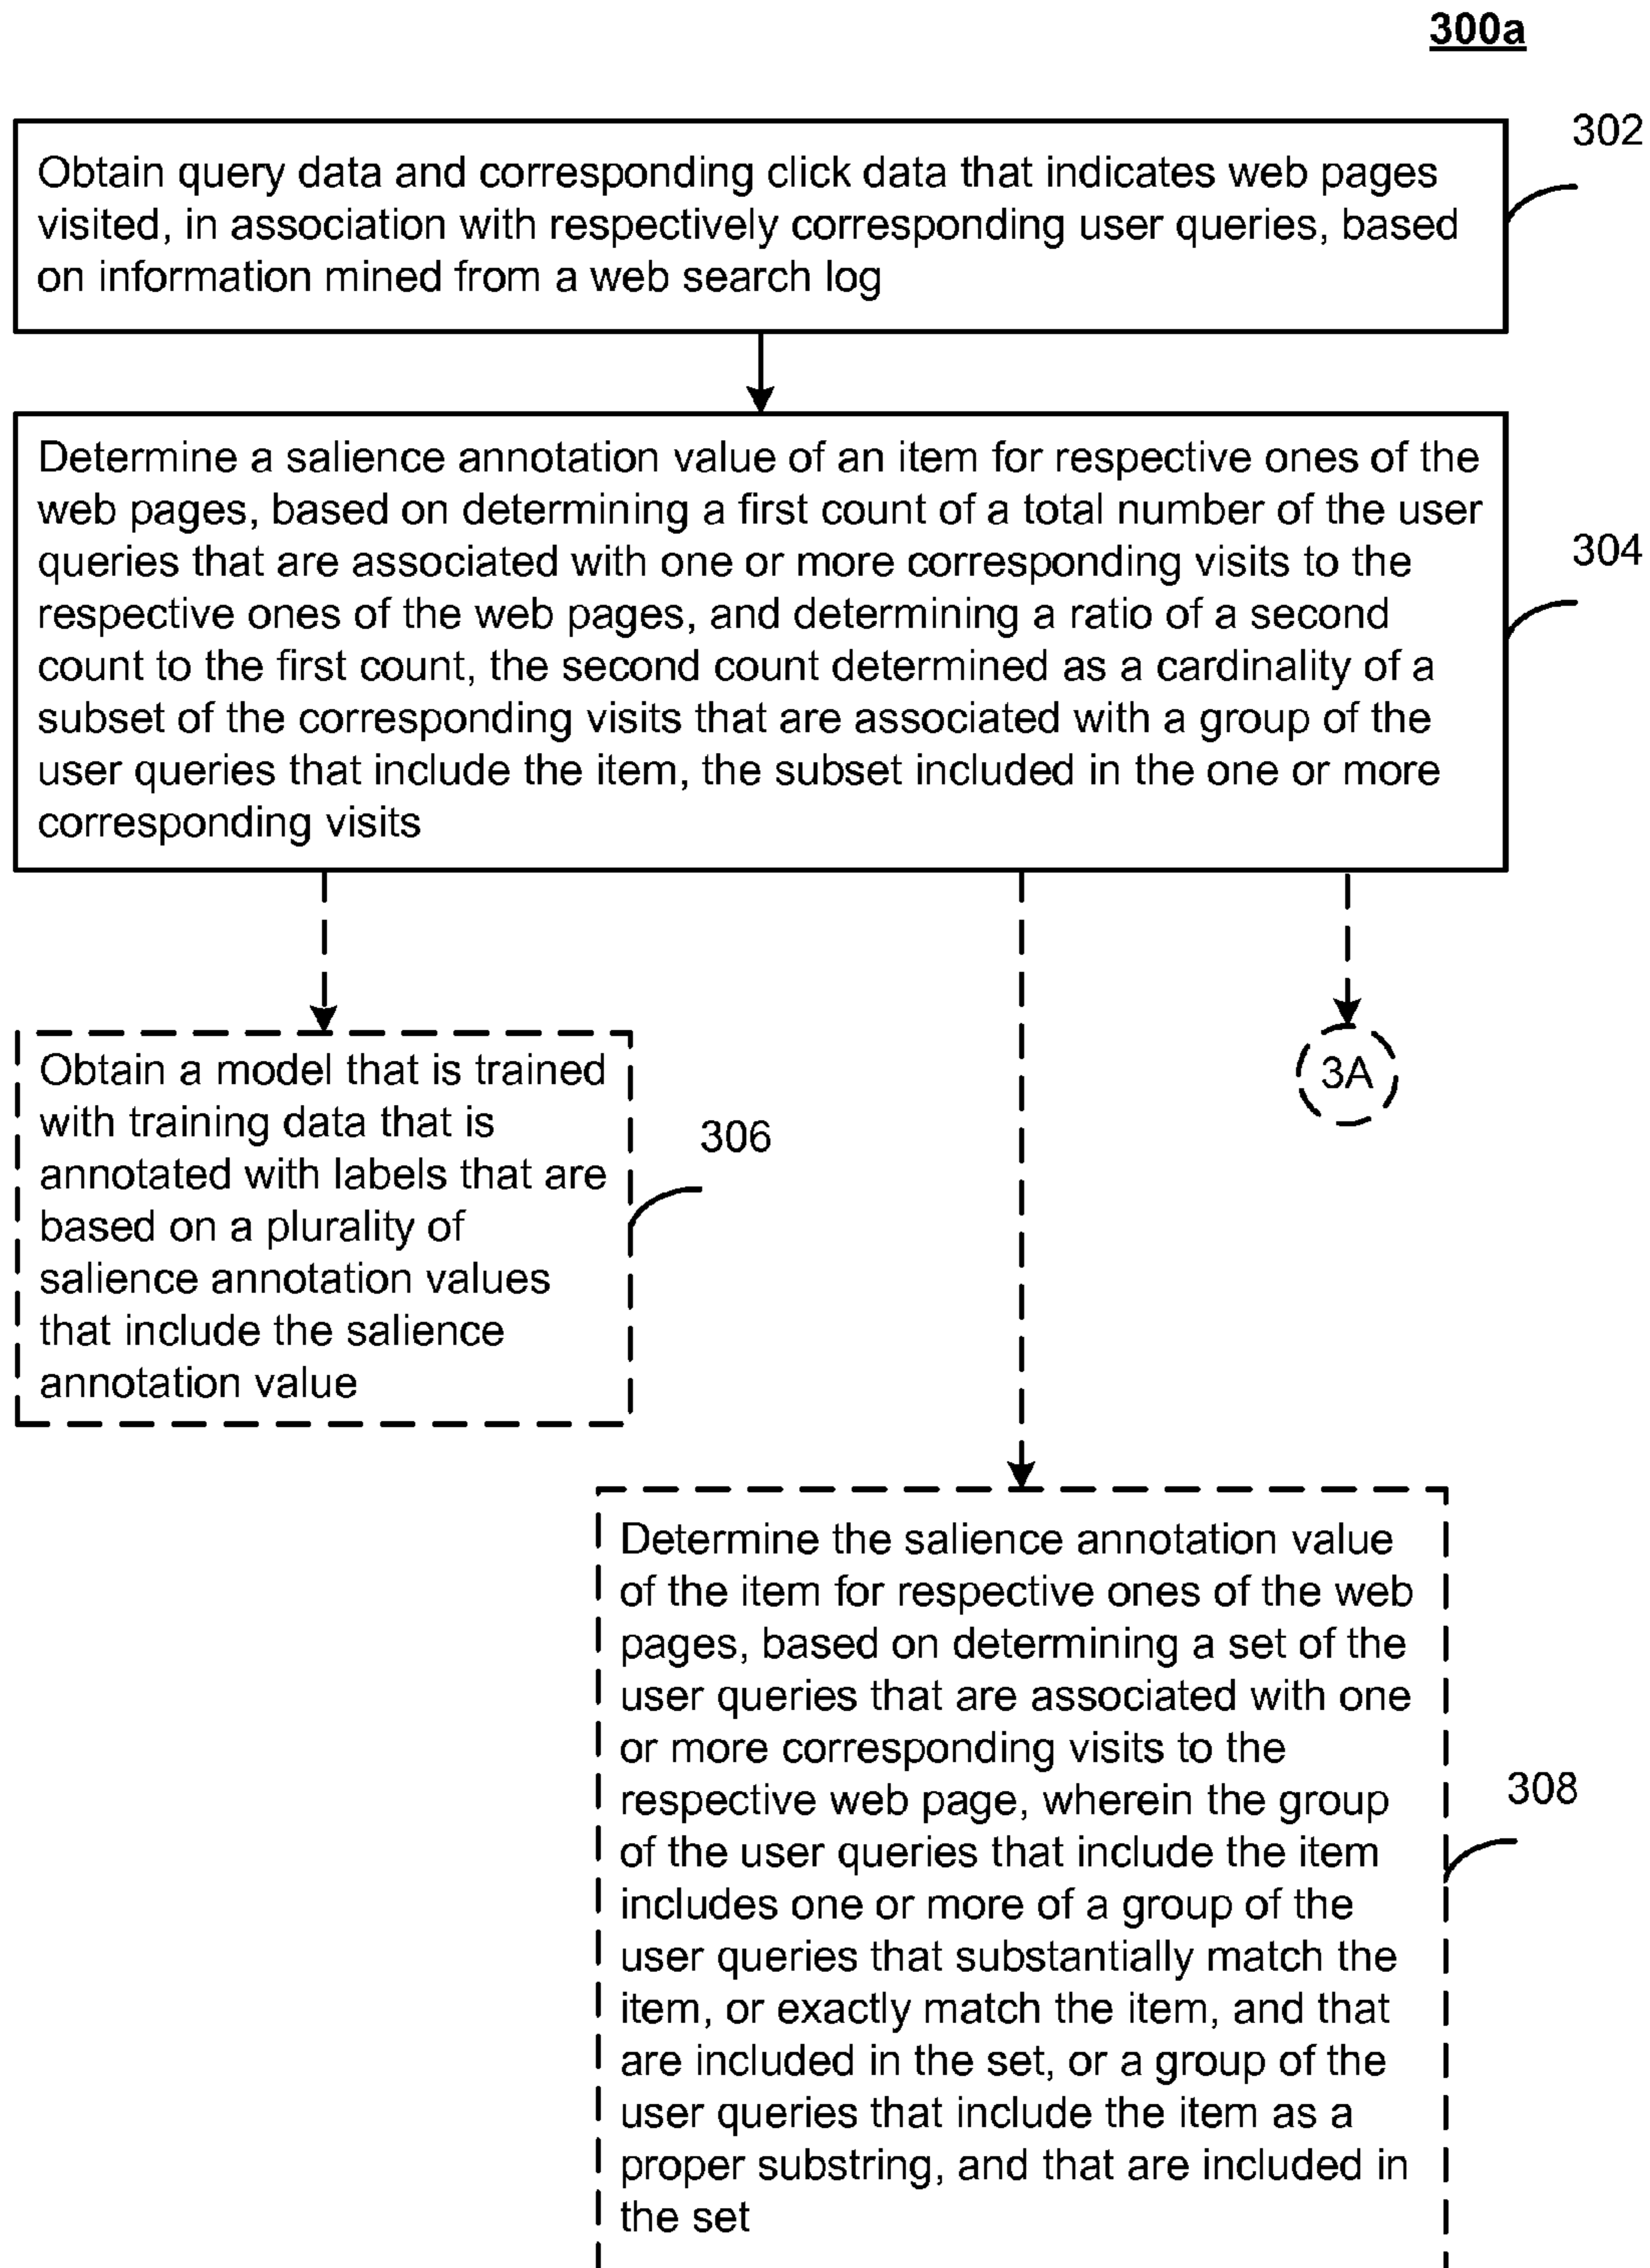 300a
302
Obtain query data and corresponding click data that indicates web pages
visited, in association with respectively corresponding user queries, based
on information mined from a web search log
Determine a salience annotation value of an item for respective ones of the
web pages, based on determining a first count of a total number of the user
queries that are associated with one or more corresponding visits to the
respective ones of the web pages, and determining a ratio of a second
count to the first count, the second count determined as a cardinality of a
subset of the corresponding visits that are associated with a group of the
user queries that include the item, the subset included in the one or more
corresponding visits
304
Obtain a model that is trained
with training data that is
annotated with labels that are
based on a plurality of
salience annotation values
that include the salience
annotation value
306
3A
Determine the salience annotation value
of the item for respective ones of the web
pages, based on determining a set of the
user queries that are associated with one
or more corresponding visits to the
respective web page, wherein the group
of the user queries that include the item
includes one or more of a group of the
user queries that substantially match the
item, or exactly match the item, and that
are included in the set, or a group of the
user queries that include the item as a
proper substring, and that are included in
the set
308